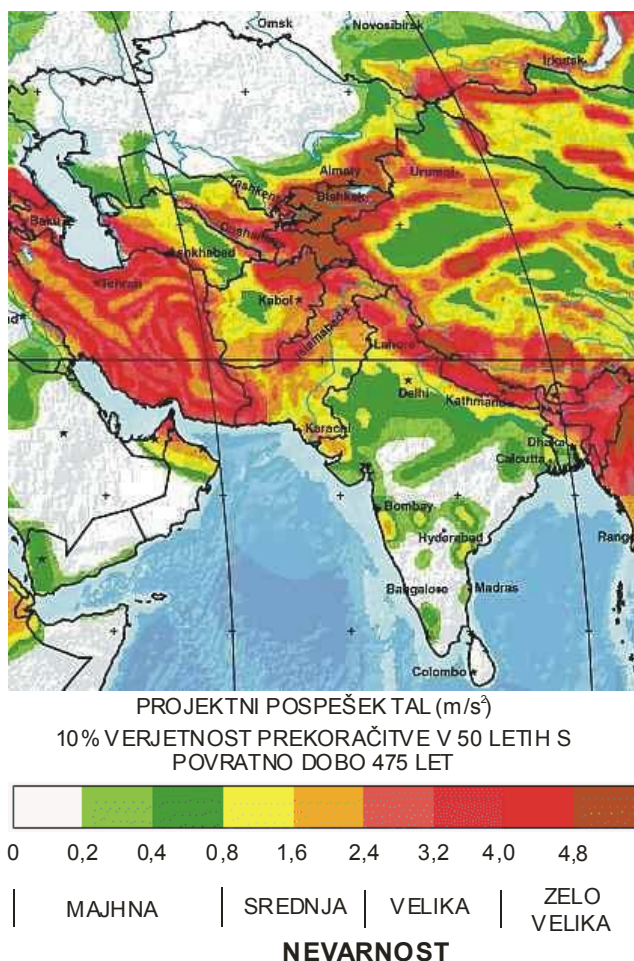 Omsk
Novosibirsk
Irkutsk
Almaty
Urumqi
Tashkent
Bishkek
Baku
Dushanbe
Ashkhabad
Tehran
Kabol
Islamabad
Lahore
Delhi
Kathmandu
Karachi
Dhaka
Calcutta
Bombay
Hyderabad
Rango
Bangalore
Madras
Colombo
PROJEKTNI POSPEŠEK TAL (m/s²)
10% VERJETNOST PREKORAČITVE V 50 LETIH S
POVRATNO DOBO 475 LET
0 0,2 0,4 0,8 1,6 2,4 3,2 4,0 4,8
MAJHNA SREDNJA VELIKA ZELO
VELIKA
NEVARNOST